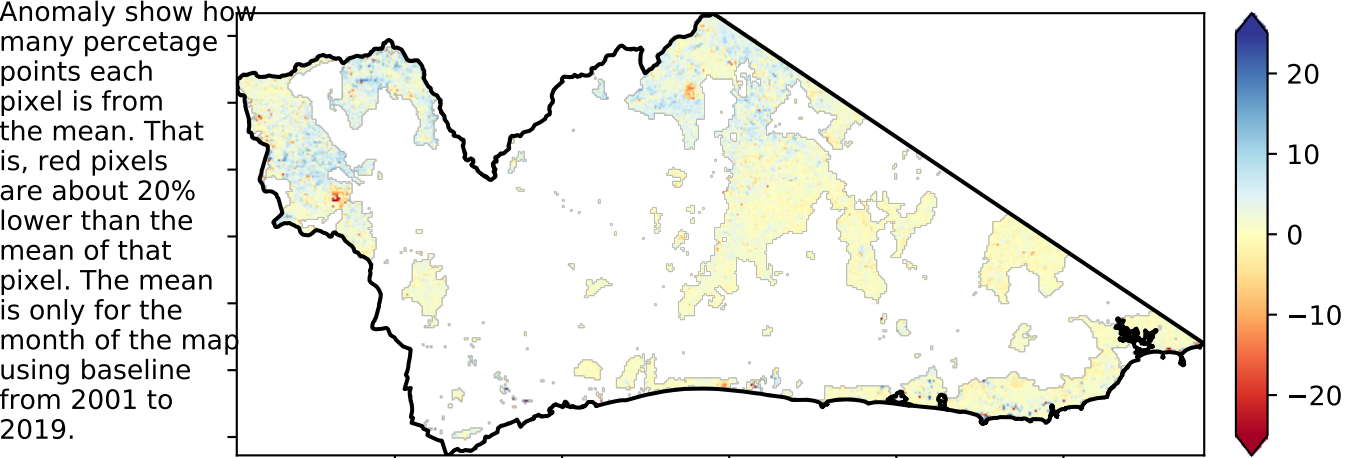 Anomaly show how
many percetage
points each
pixel is from
the mean. That
is, red pixels
are about 20%
lower than the
mean of that
pixel. The mean
is only for the
month of the map
using baseline
from 2001 to
2019.
20
10
0
−10
−20